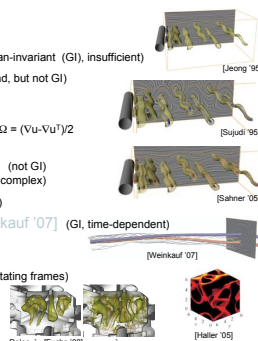 an-invariant (GI), insufficient)
[Jeong '95
d, but not GI)
Ω = (∇u-∇uᵀ)/2
[Sujudi '95
(not GI)
complex)
[Sahner '05
)
kauf '07] (GI, time-dependent)
[Weinkauf '07]
tating frames)
[Haller '05]